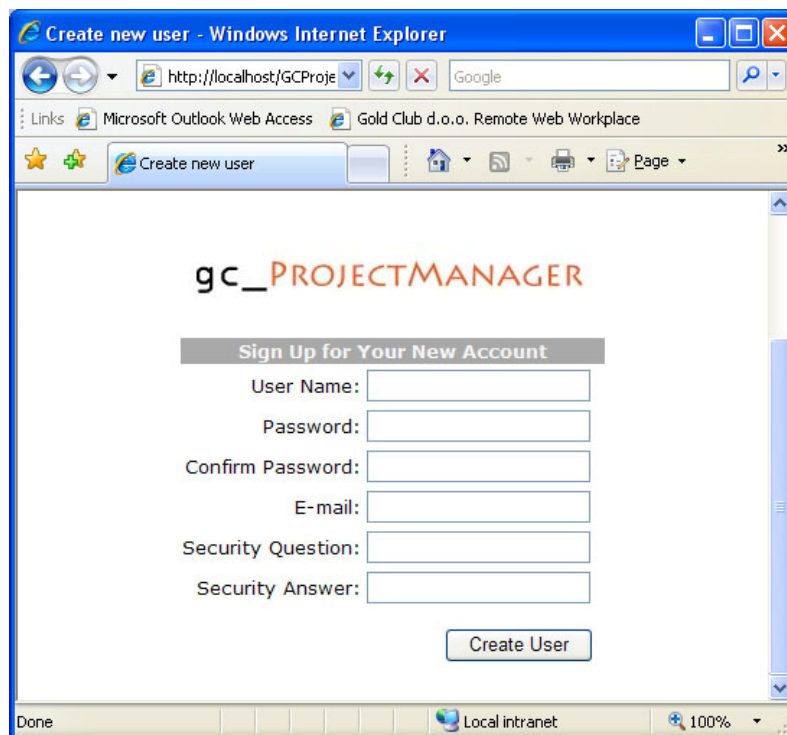 Create new user - Windows Internet Explorer
http://localhost/GCProje
Google
Links Microsoft Outlook Web Access Gold Club d.o.o. Remote Web Workplace
Create new user Page »
gc_PROJECTMANAGER
Sign Up for Your New Account
User Name:
Password:
Confirm Password:
E-mail:
Security Question:
Security Answer:
Create User
Done Local intranet 100%